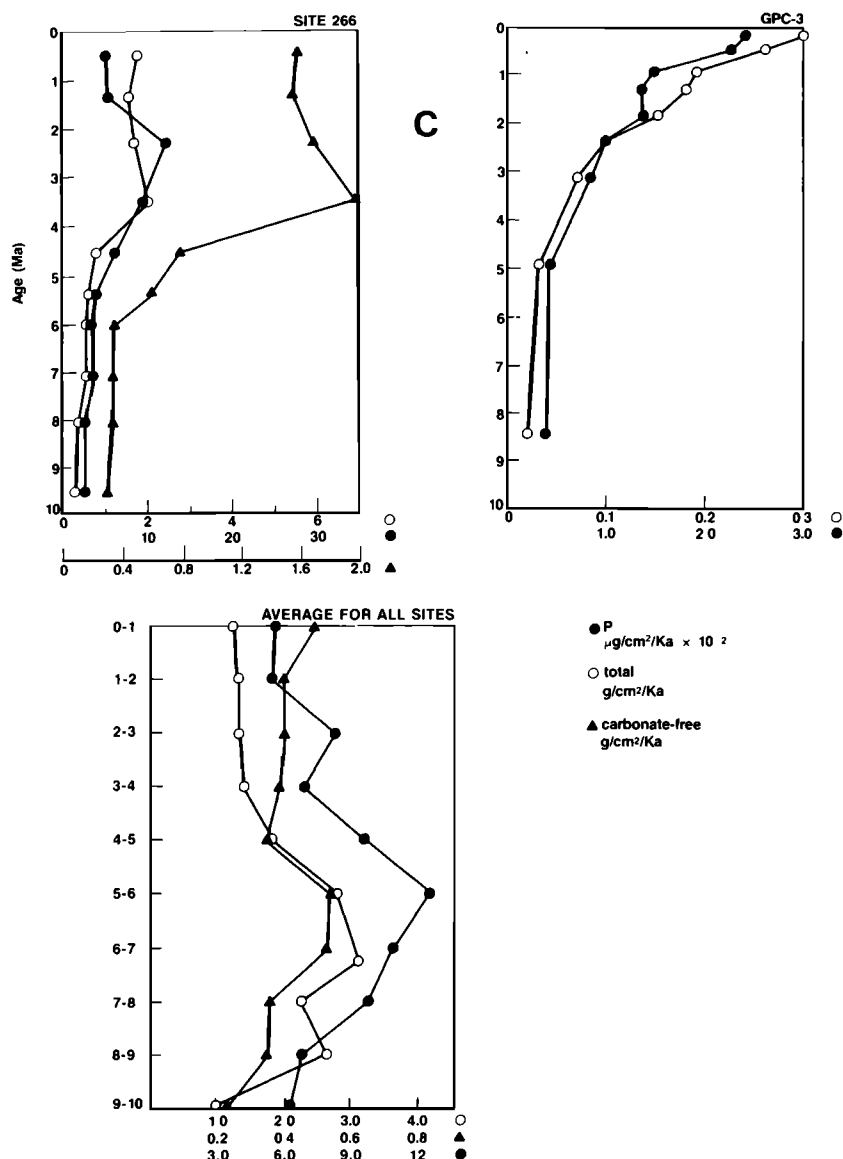 SITE 266
0
1
2
3
4
5
6
7
8
9
10
Age (Ma)
0 2 4 6
10 20 30
0 0.4 0.8 1.2 1.6 2.0
C
GPC-3
0
1
2
3
4
5
6
7
8
9
10
0 0.1 0 2 0 3
1.0 2 0 3 0
AVERAGE FOR ALL SITES
0-1
1-2
2-3
3-4
4-5
5-6
6-7
7-8
8-9
9-10
1 0 2 0 3.0 4.0
0.2 0 4 0.6 0.8
3.0 6.0 9.0 12
P
μg/cm²/Ka × 10 ²
total
g/cm²/Ka
carbonate-free
g/cm²/Ka